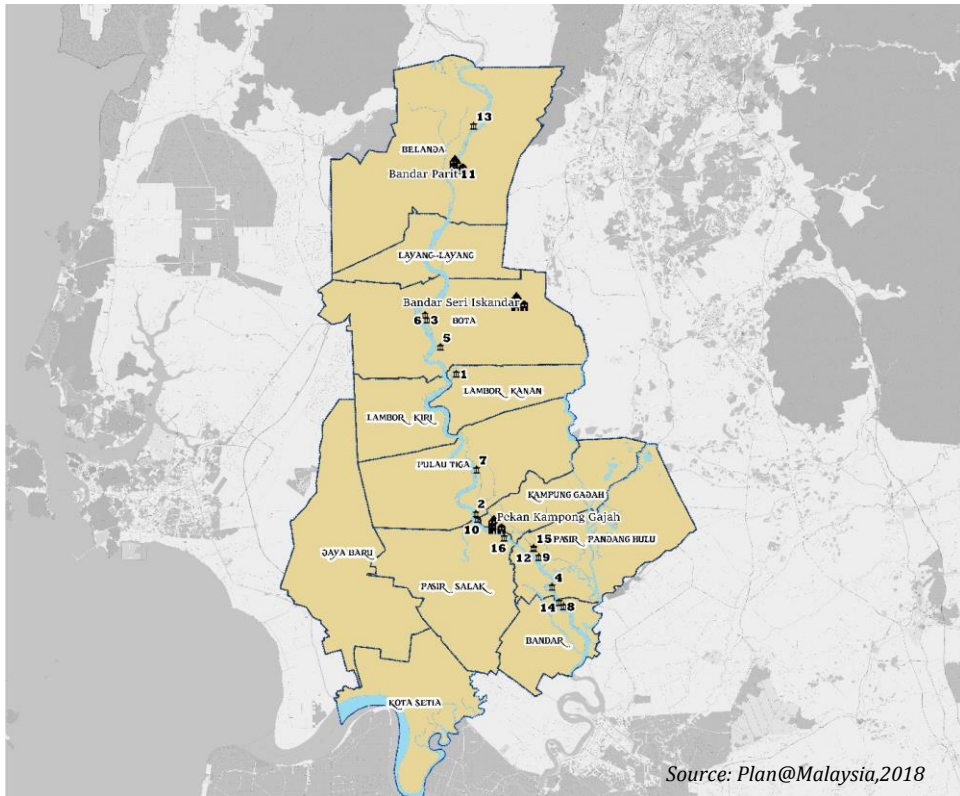 13
BELANDA
Bandar Parit 11
LAYANG-LAYANG
Bandar Seri Iskandar
6 3 BOTA
5
1
LAMBOR KANAN
LAMBOR KIRI
PULAU TIGA
7
KAMPUNG GAJAH
2
Pekan Kampong Gajah
10
16
15 PASIR PANJANG HULU
12 9
JAYA BARU
PASIR SALAK
4
14 8
BANDAR
KOTA SETIA
Source: Plan@Malaysia,2018